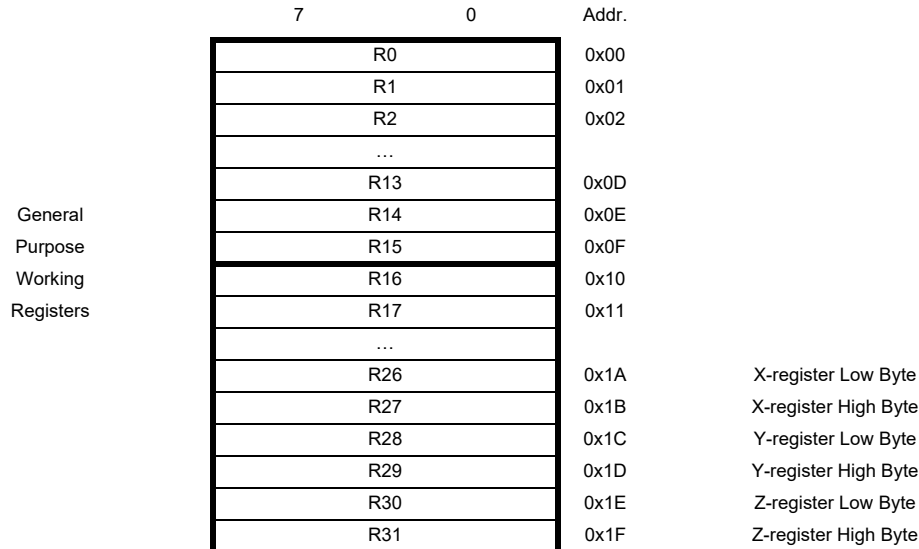 7 0 Addr.
R0 0x00
R1 0x01
R2 0x02
…
R13 0x0D
General R14 0x0E
Purpose R15 0x0F
Working R16 0x10
Registers R17 0x11
…
R26 0x1A X-register Low Byte
R27 0x1B X-register High Byte
R28 0x1C Y-register Low Byte
R29 0x1D Y-register High Byte
R30 0x1E Z-register Low Byte
R31 0x1F Z-register High Byte